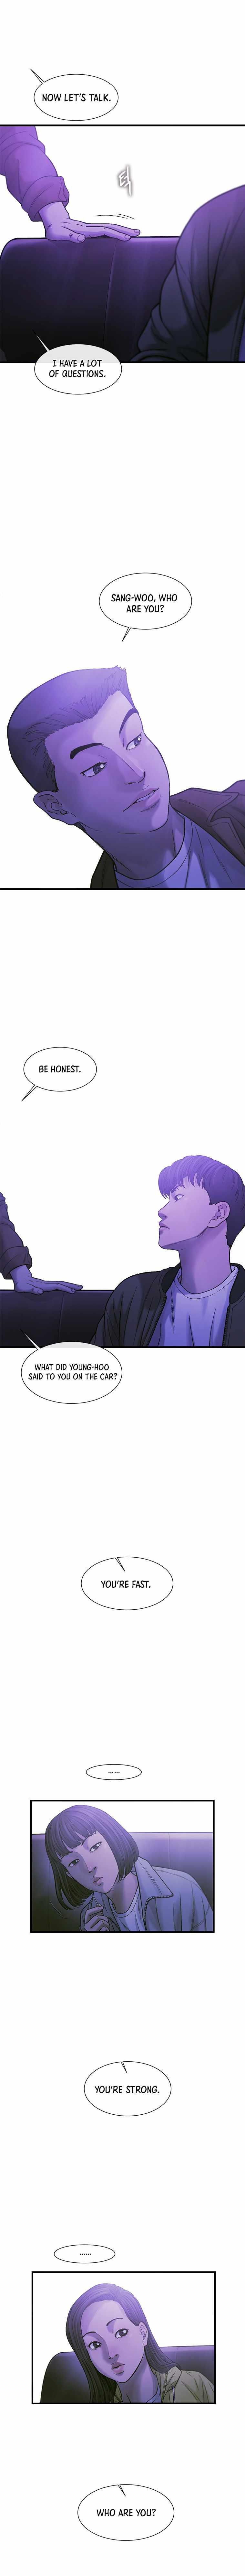 NOW LET'S TALK.
턱
I HAVE A LOT
OF QUESTIONS.
SANG-WOO, WHO
ARE YOU?
BE HONEST.
WHAT DID YOUNG-HOO
SAID TO YOU ON THE CAR?
YOU'RE FAST.
......
YOU'RE STRONG.
......
WHO ARE YOU?